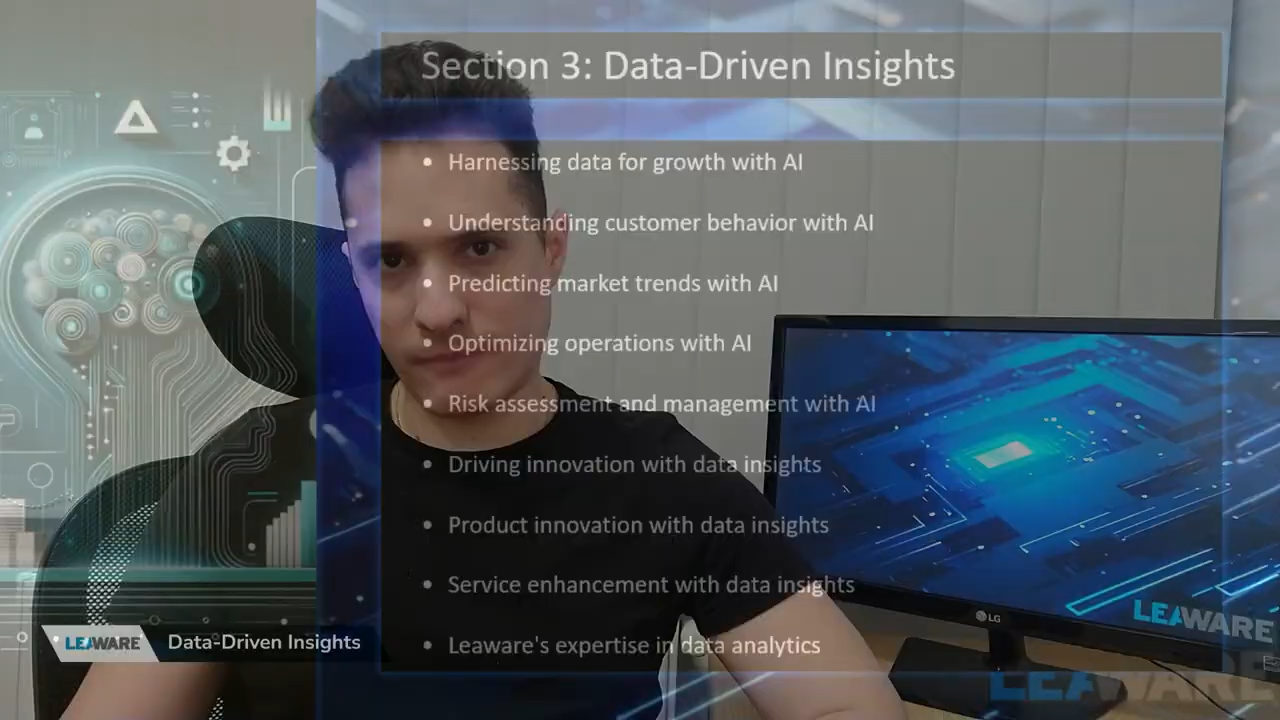 Section 3: Data-Driven Insights
• Harnessing data for growth with AI
• Understanding customer behavior with AI
• Predicting market trends with AI
• Optimizing operations with AI
• Risk assessment and management with AI
• Driving innovation with data insights
• Product innovation with data insights
• Service enhancement with data insights
• Leaware's expertise in data analytics
LG
LEAWARE
LEAWARE Data-Driven Insights
LEAWARE